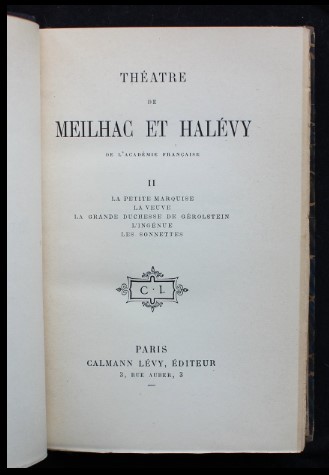 THÉATRE
DE
MEILHAC ET HALÉVY
DE L'ACADÉMIE FRANÇAISE
II
LA PETITE MARQUISE
LA VEUVE
LA GRANDE DUCHESSE DE GÉROLSTEIN
L'INGÉNUE
LES SONNETTES
C·L
PARIS
CALMANN LÉVY, ÉDITEUR
3, RUE AUBER, 3